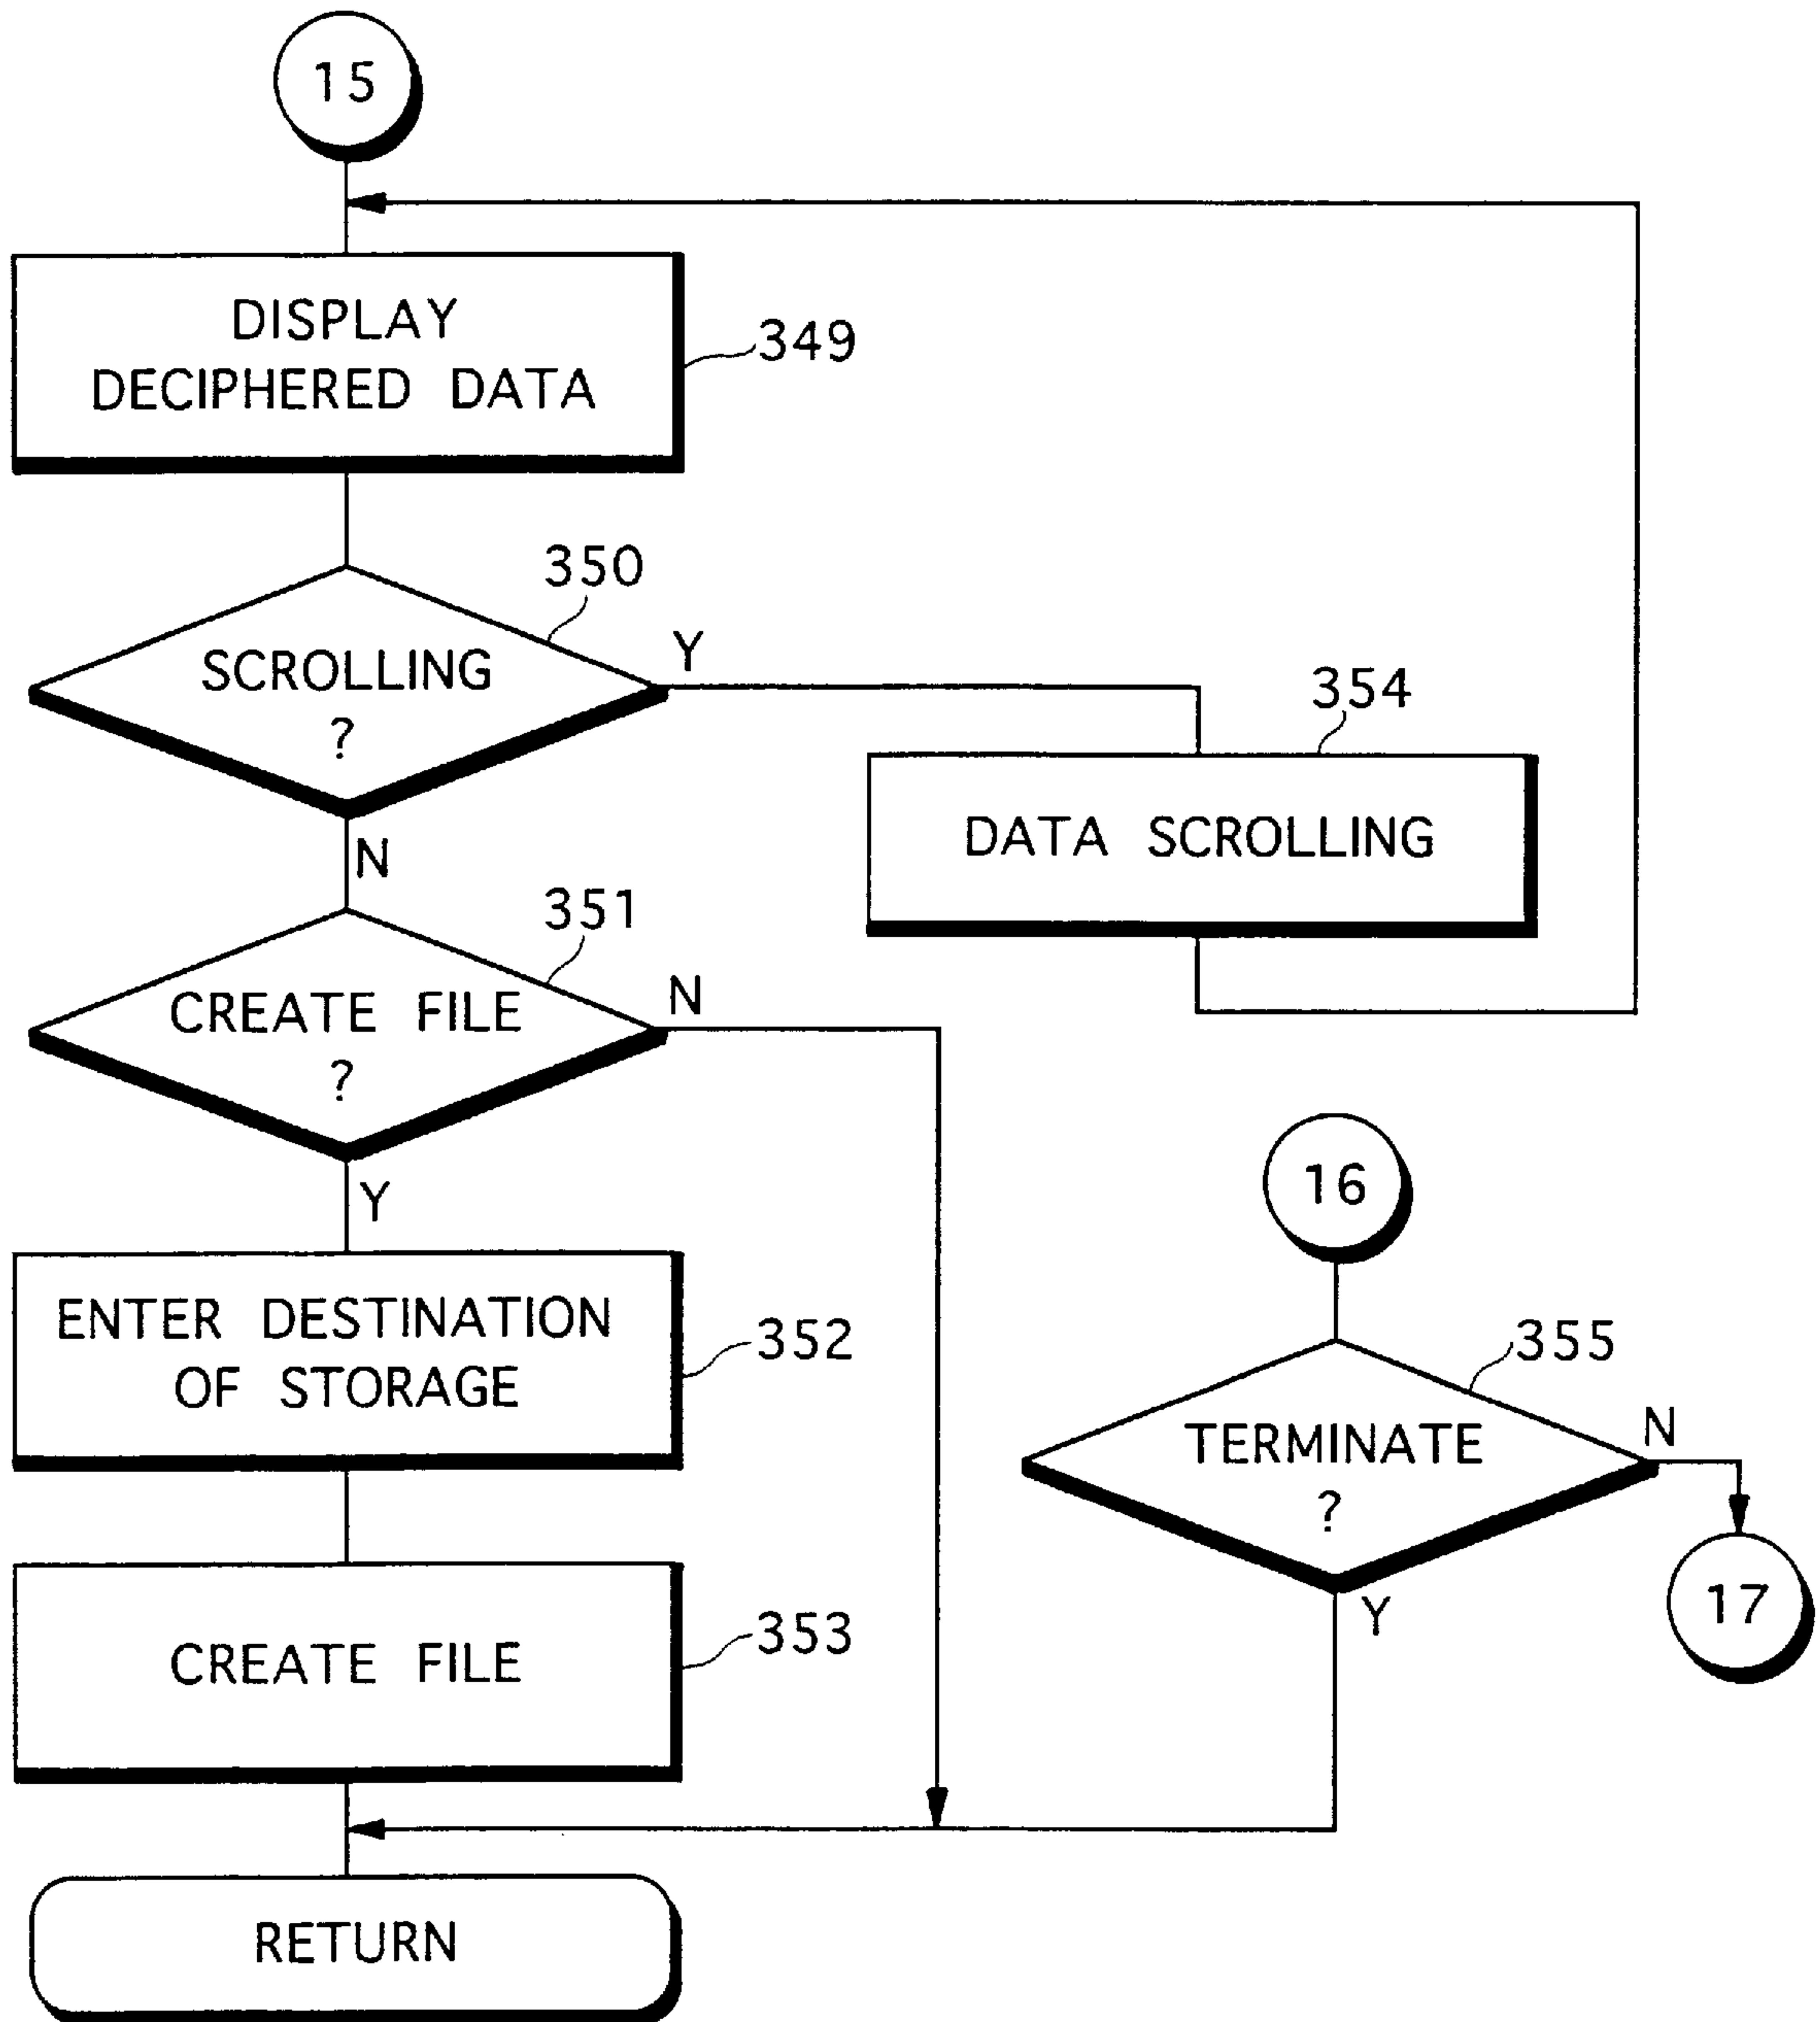 15
DISPLAY
DECIPHERED DATA
349
350
SCROLLING
?
Y
N
354
DATA SCROLLING
351
CREATE FILE
?
N
Y
ENTER DESTINATION
OF STORAGE
352
CREATE FILE
353
16
355
TERMINATE
?
N
Y
17
RETURN